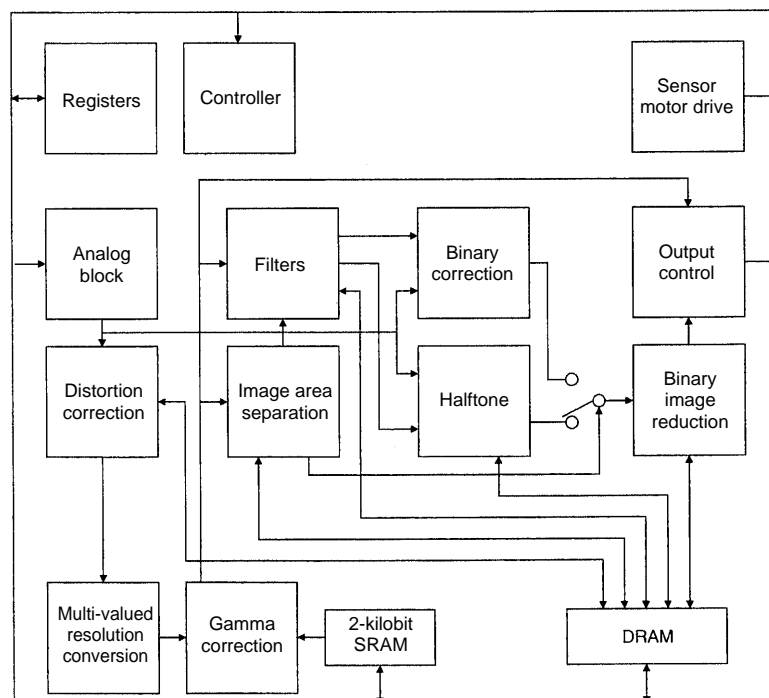 Registers
Controller
Sensor
motor drive
Analog
block
Filters
Binary
correction
Output
control
Distortion
correction
Image area
separation
Halftone
Binary
image
reduction
Multi-valued
resolution
conversion
Gamma
correction
2-kilobit
SRAM
DRAM